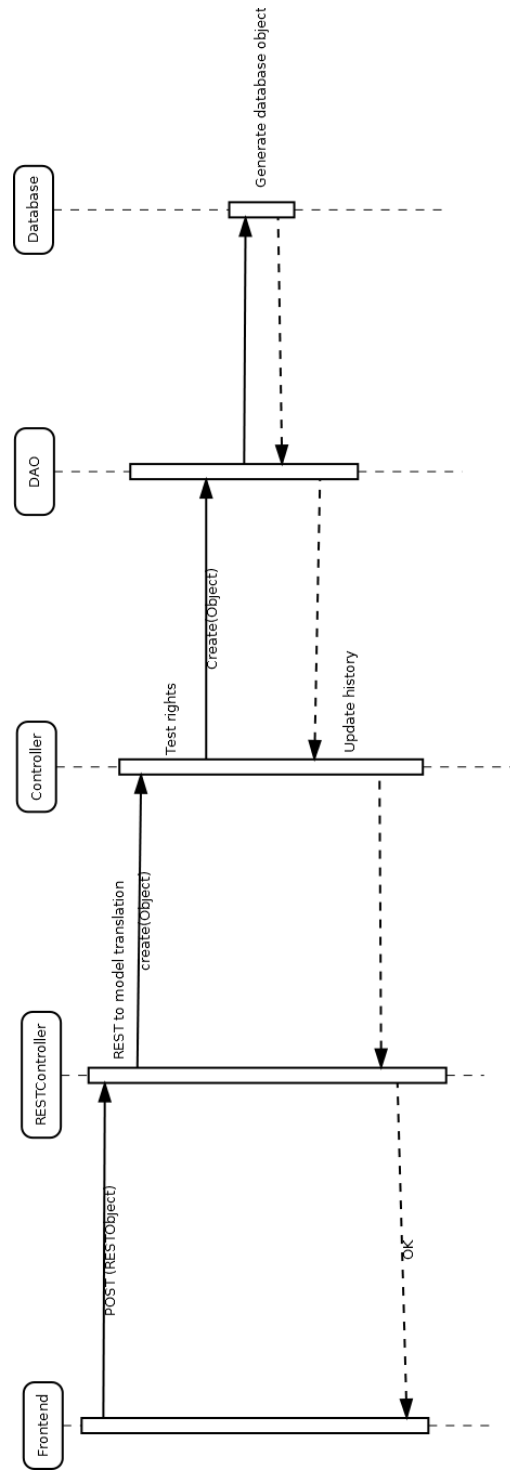 Frontend
RESTController
Controller
DAO
Database
POST (RESTObject)
REST to model translation
create(Object)
Test rights
Create(Object)
Generate database object
Update history
OK